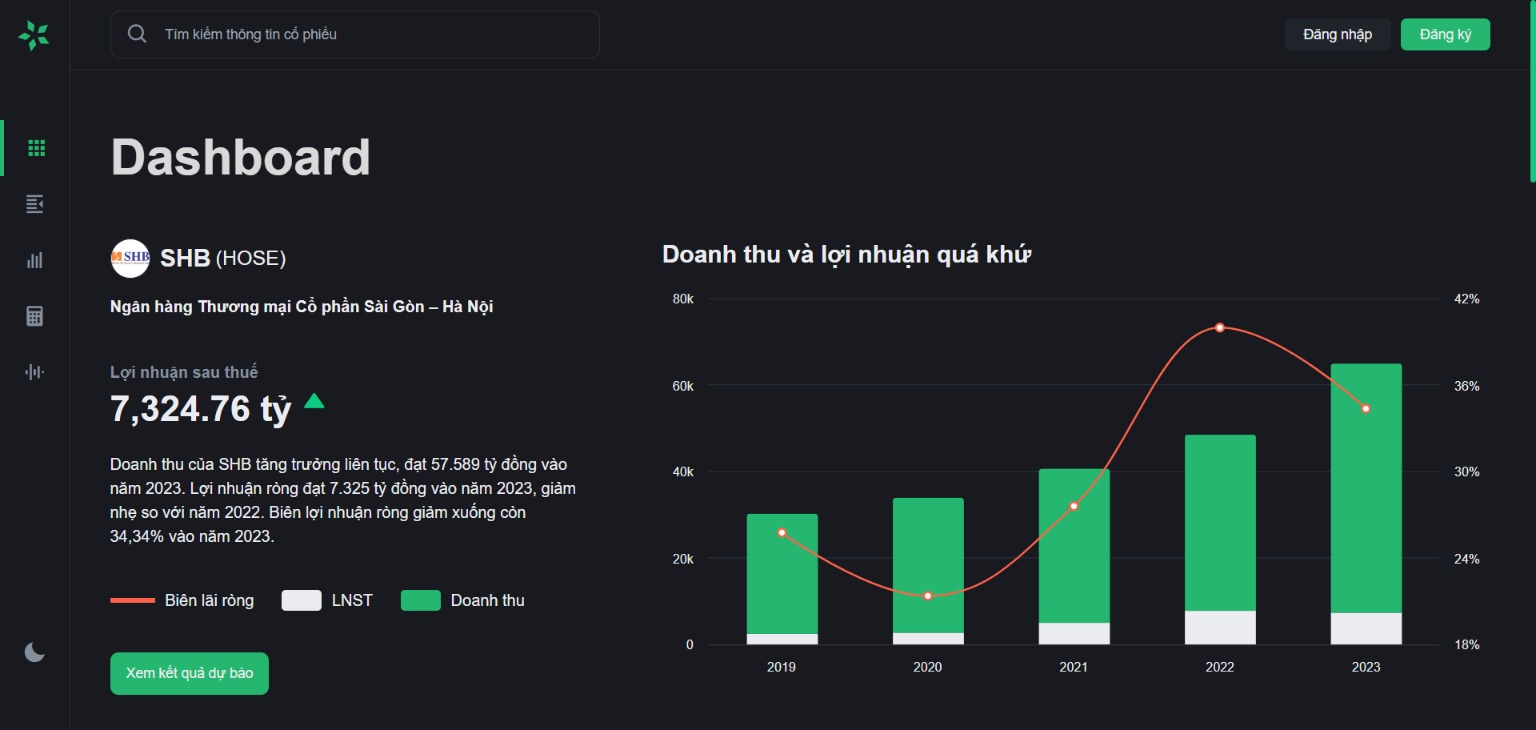 Tìm kiếm thông tin cổ phiếu
Đăng nhập
Đăng ký
Dashboard
SHB
SHB (HOSE)
Ngân hàng Thương mại Cổ phần Sài Gòn – Hà Nội
Lợi nhuận sau thuế
7,324.76 tỷ
Doanh thu của SHB tăng trưởng liên tục, đạt 57.589 tỷ đồng vào
năm 2023. Lợi nhuận ròng đạt 7.325 tỷ đồng vào năm 2023, giảm
nhẹ so với năm 2022. Biên lợi nhuận ròng giảm xuống còn
34,34% vào năm 2023.
Biên lãi ròng
LNST
Doanh thu
Xem kết quả dự báo
Doanh thu và lợi nhuận quá khứ
80k
42%
60k
36%
40k
30%
20k
24%
0
18%
2019
2020
2021
2022
2023